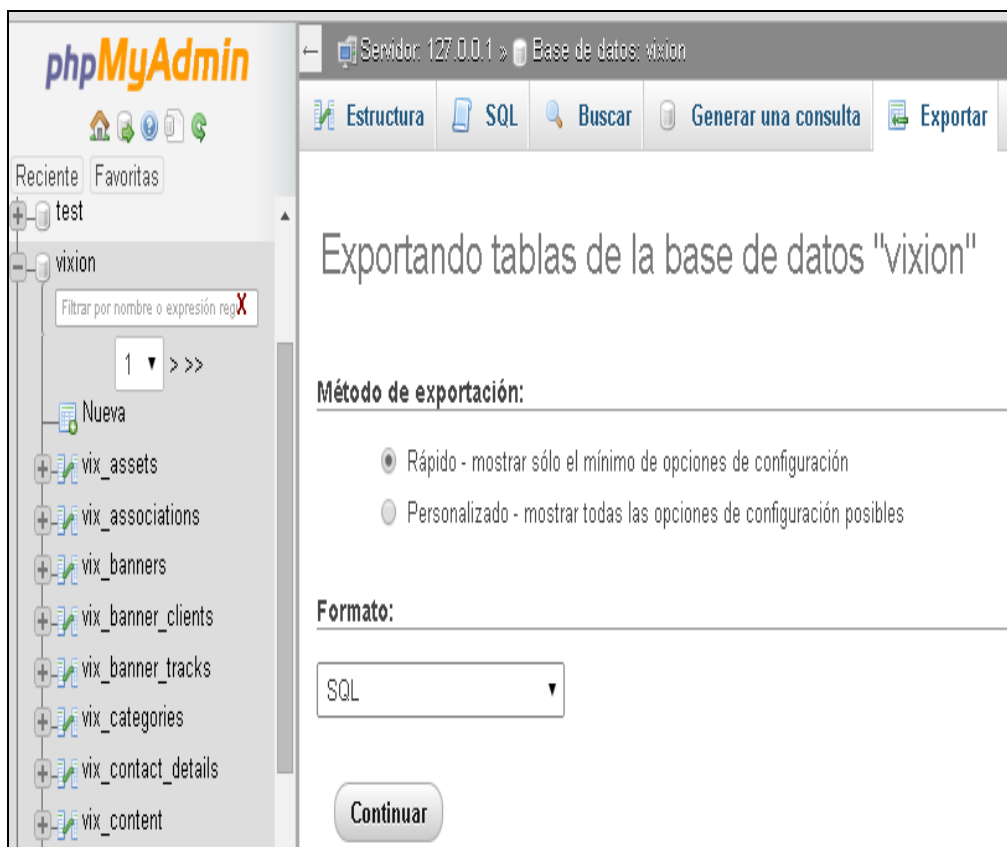 phpMyAdmin
Reciente Favoritas
test
vixion
Filtrar por nombre o expresión reg X
1 > >>
Nueva
vix_assets
vix_associations
vix_banners
vix_banner_clients
vix_banner_tracks
vix_categories
vix_contact_details
vix_content
← Servidor: 127.0.0.1 » Base de datos: vixion
Estructura SQL Buscar Generar una consulta Exportar
Exportando tablas de la base de datos "vixion"
Método de exportación:
Rápido - mostrar sólo el mínimo de opciones de configuración
Personalizado - mostrar todas las opciones de configuración posibles
Formato:
SQL
Continuar